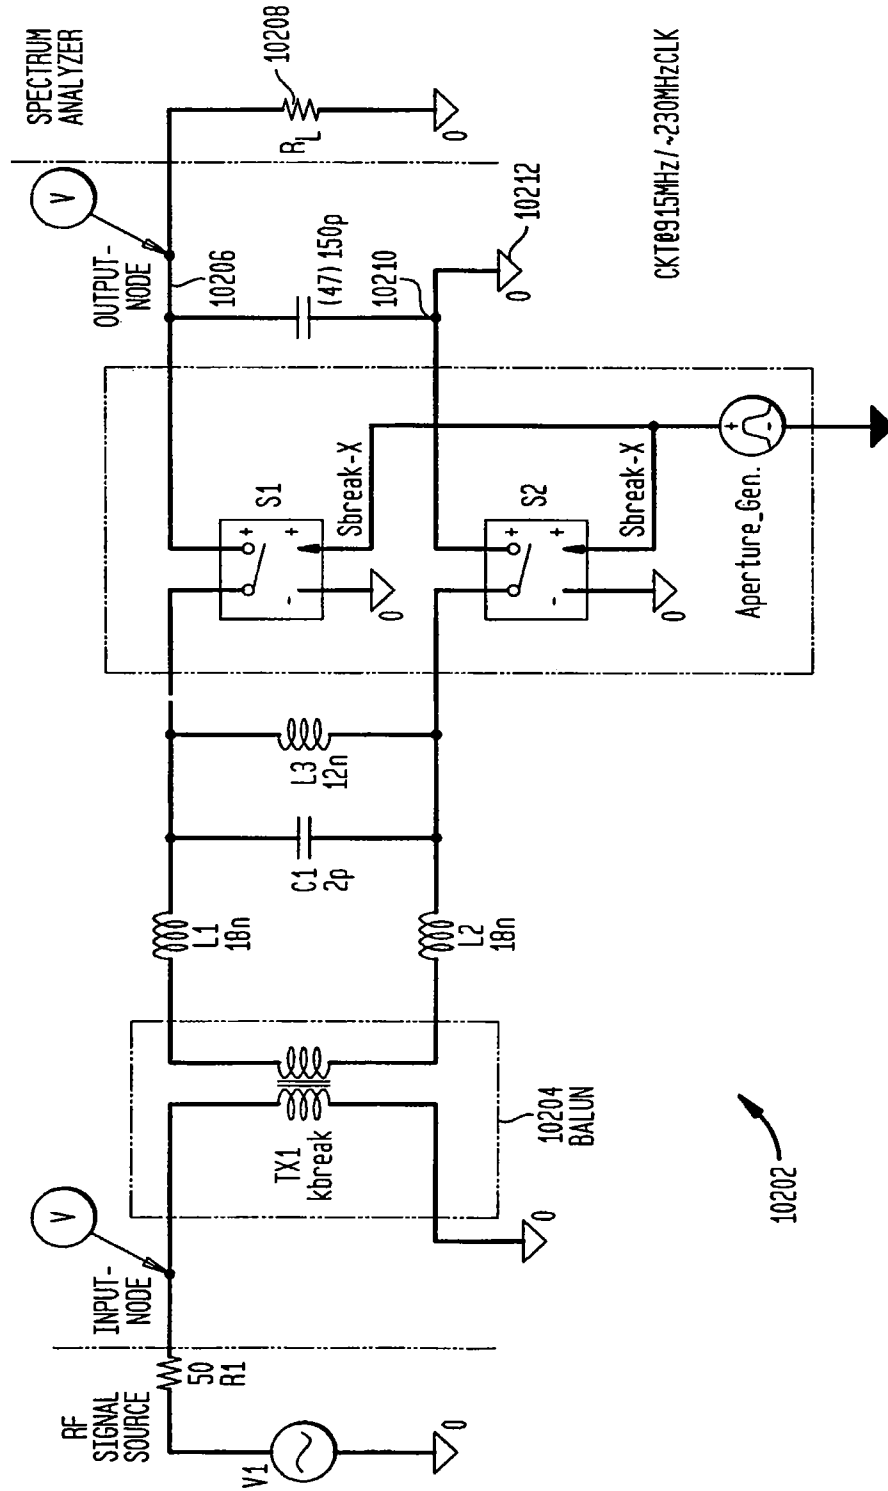 RF
SIGNAL
SOURCE
V1
0
50
R1
INPUT-
NODE
V
TX1
kbreak
0
10204
BALUN
L1
18n
L2
18n
C1
2p
L3
12n
S1
+
+
-
Sbreak-X
0
S2
+
+
-
Sbreak-X
0
Aperture_Gen.
+
-
OUTPUT-
NODE
V
10206
(47) 150p
10210
10212
0
SPECTRUM
ANALYZER
RL
10208
0
CKT@915MHz/~230MHzCLK
10202